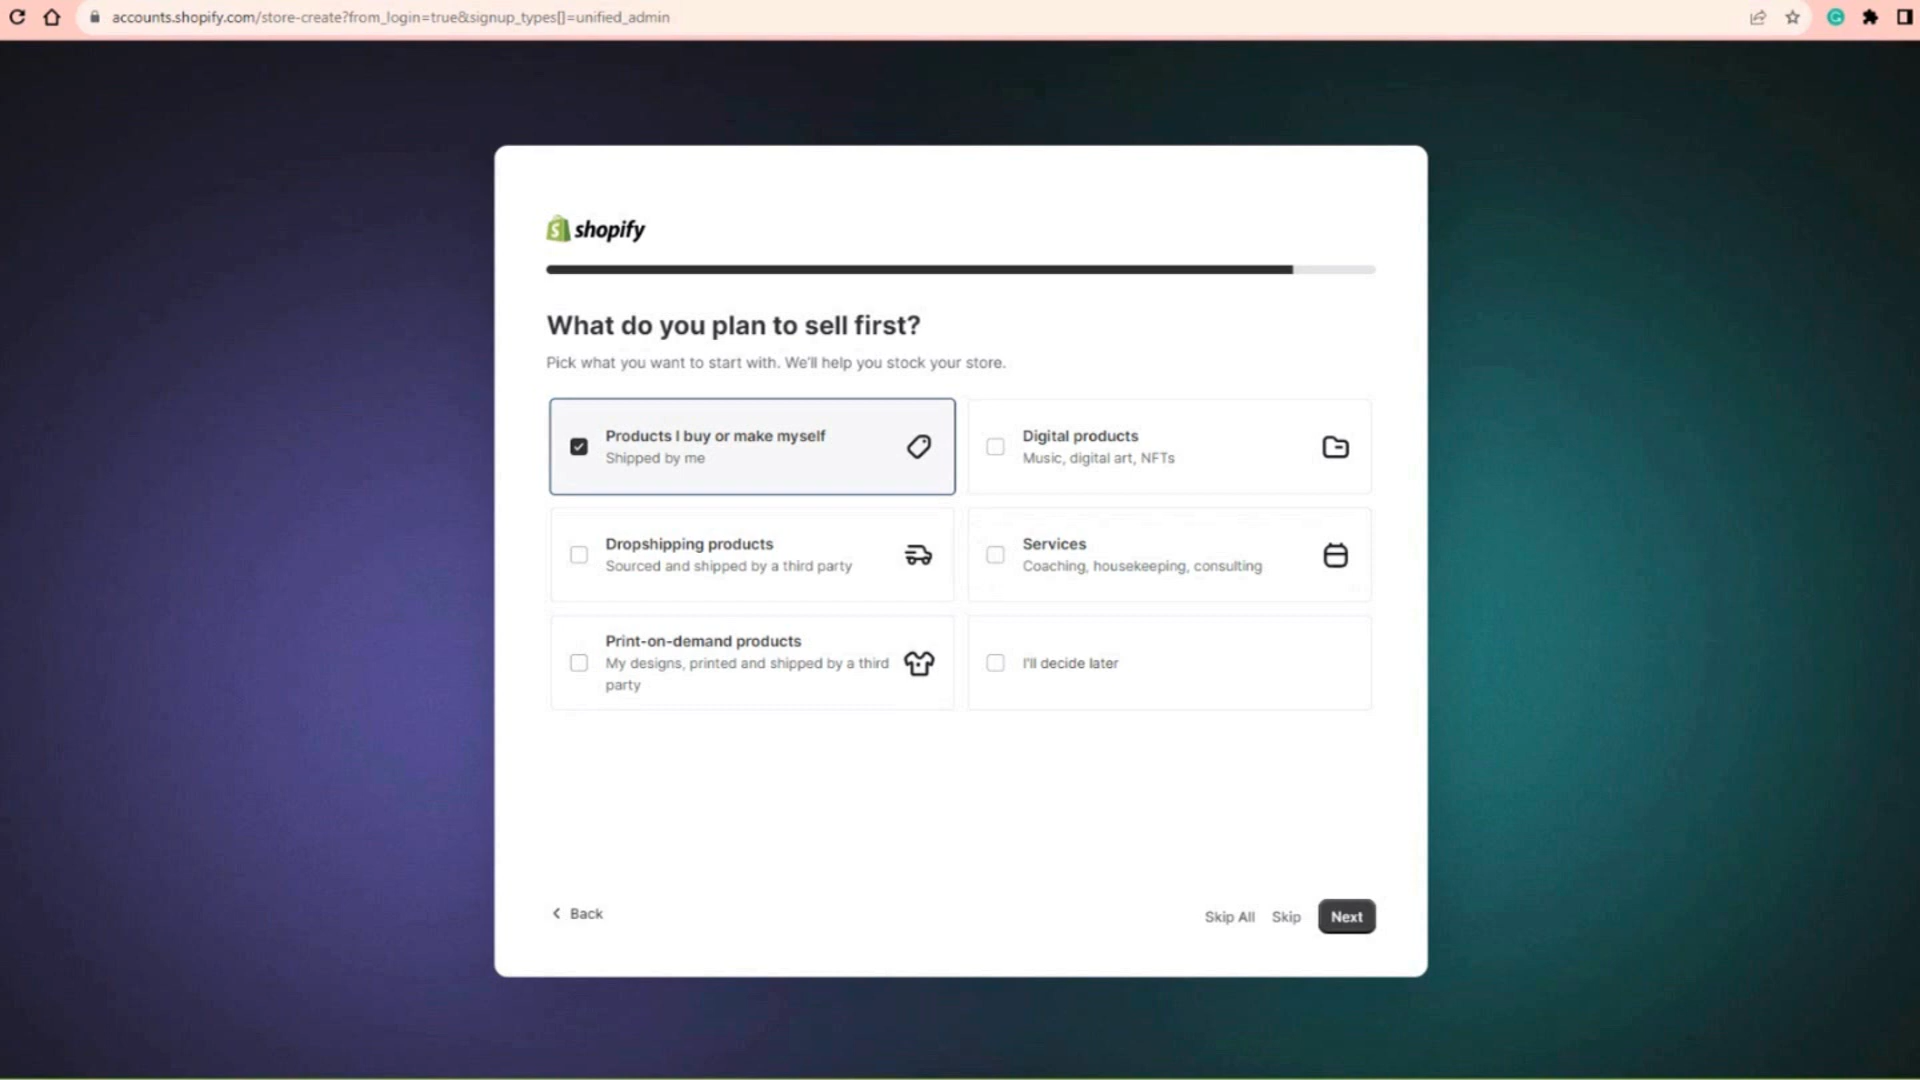 accounts.shopify.com/store-create?from_login=true&signup_types[]=unified_admin
shopify
What do you plan to sell first?
Pick what you want to start with. We'll help you stock your store.
Products I buy or make myself
Shipped by me
Digital products
Music, digital art, NFTs
Dropshipping products
Sourced and shipped by a third party
Services
Coaching, housekeeping, consulting
Print-on-demand products
My designs, printed and shipped by a third
party
I'll decide later
Back
Skip All
Skip
Next